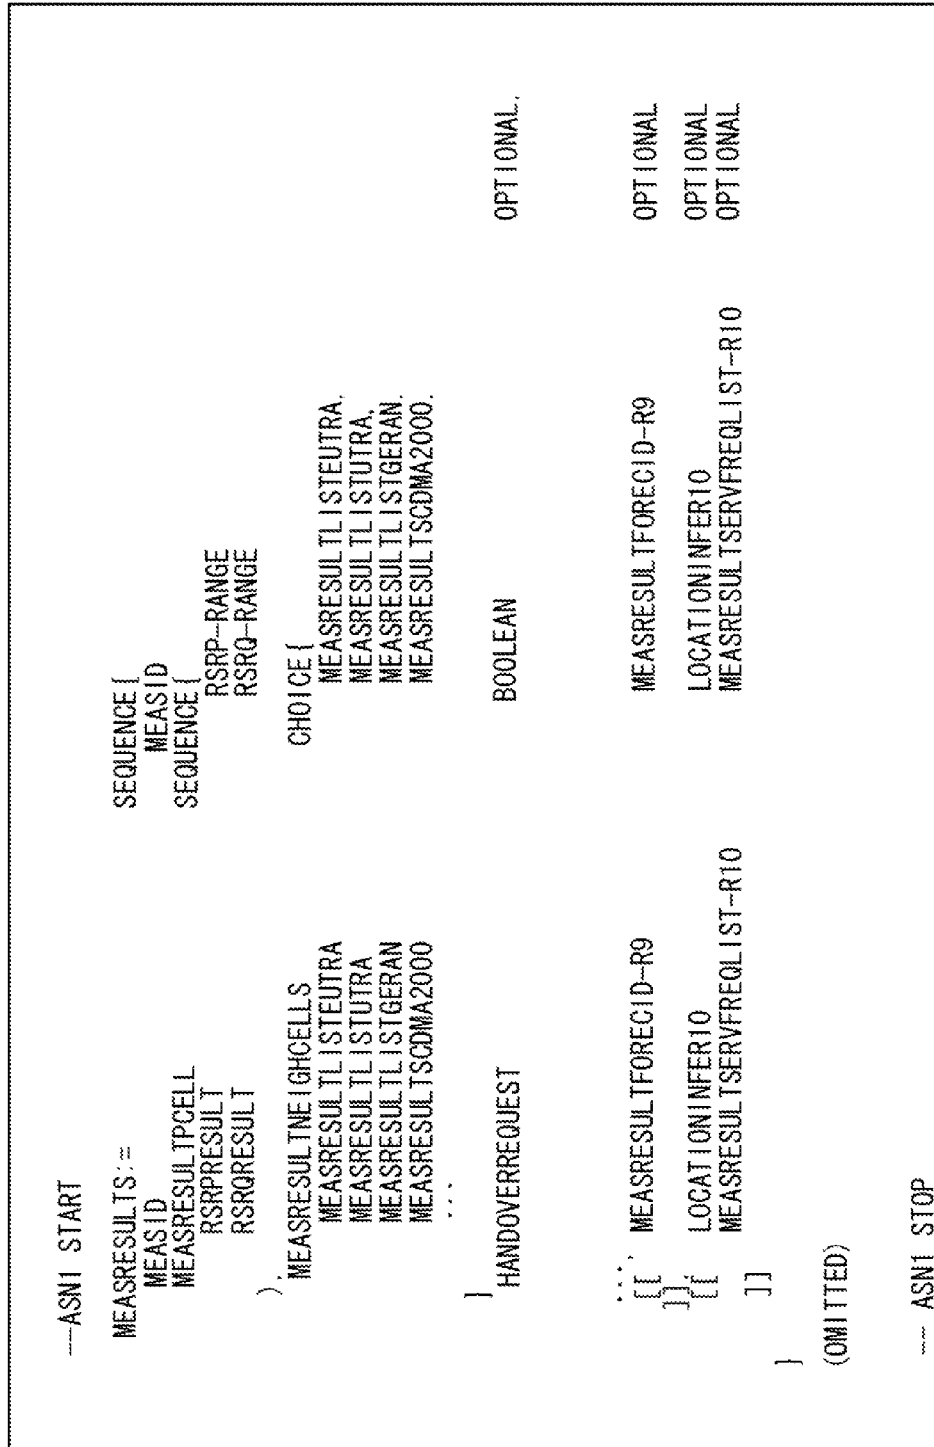 --ASN1 START
MEASRESULTS:= SEQUENCE{
MEASID MEASID
MEASRESULTPCELL SEQUENCE{
RSRPRESULT RSRP-RANGE
RSRQRESULT RSRQ-RANGE
),
MEASRESULTNEIGHCELLS CHOICE{
MEASRESULTLISTEUTRA MEASRESULTLISTEUTRA,
MEASRESULTLISTUTRA MEASRESULTLISTUTRA,
MEASRESULTLISTGERAN MEASRESULTLISTGERAN,
MEASRESULTSCDMA2000 MEASRESULTSCDMA2000,
...
}
HANDOVERREQUEST BOOLEAN OPTIONAL,
...,
[[ MEASRESULTFORECID-R9 MEASRESULTFORECID-R9 OPTIONAL
]],
[[ LOCATIONINFER10 LOCATIONINFER10 OPTIONAL
MEASRESULTSERVFREQLIST-R10 MEASRESULTSERVFREQLIST-R10 OPTIONAL
]]
}
(OMITTED)
-- ASN1 STOP